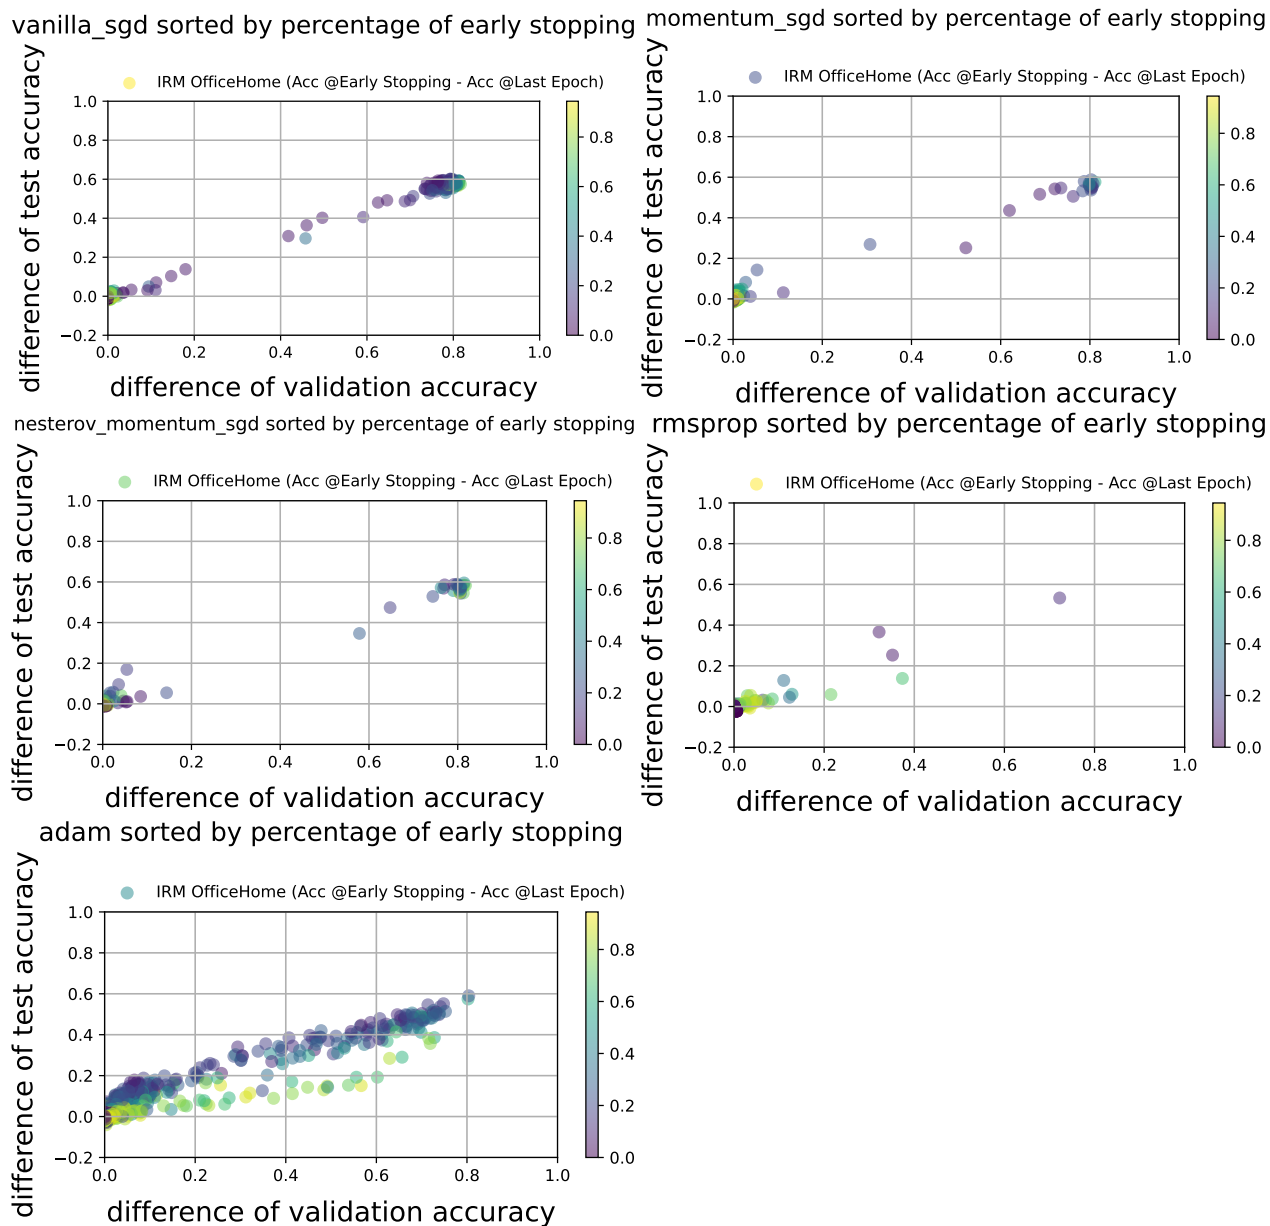 vanilla_sgd sorted by percentage of early stopping
IRM OfficeHome (Acc @Early Stopping - Acc @Last Epoch)
difference of test accuracy
1.0
0.8
0.6
0.4
0.2
0.0
−0.2
0.0 0.2 0.4 0.6 0.8 1.0
difference of validation accuracy
0.8
0.6
0.4
0.2
0.0
momentum_sgd sorted by percentage of early stopping
IRM OfficeHome (Acc @Early Stopping - Acc @Last Epoch)
difference of test accuracy
1.0
0.8
0.6
0.4
0.2
0.0
−0.2
0.0 0.2 0.4 0.6 0.8 1.0
difference of validation accuracy
0.8
0.6
0.4
0.2
0.0
nesterov_momentum_sgd sorted by percentage of early stopping
IRM OfficeHome (Acc @Early Stopping - Acc @Last Epoch)
difference of test accuracy
1.0
0.8
0.6
0.4
0.2
0.0
−0.2
0.0 0.2 0.4 0.6 0.8 1.0
difference of validation accuracy
0.8
0.6
0.4
0.2
0.0
rmsprop sorted by percentage of early stopping
IRM OfficeHome (Acc @Early Stopping - Acc @Last Epoch)
difference of test accuracy
1.0
0.8
0.6
0.4
0.2
0.0
−0.2
0.0 0.2 0.4 0.6 0.8 1.0
difference of validation accuracy
0.8
0.6
0.4
0.2
0.0
adam sorted by percentage of early stopping
IRM OfficeHome (Acc @Early Stopping - Acc @Last Epoch)
difference of test accuracy
1.0
0.8
0.6
0.4
0.2
0.0
−0.2
0.0 0.2 0.4 0.6 0.8 1.0
difference of validation accuracy
0.8
0.6
0.4
0.2
0.0